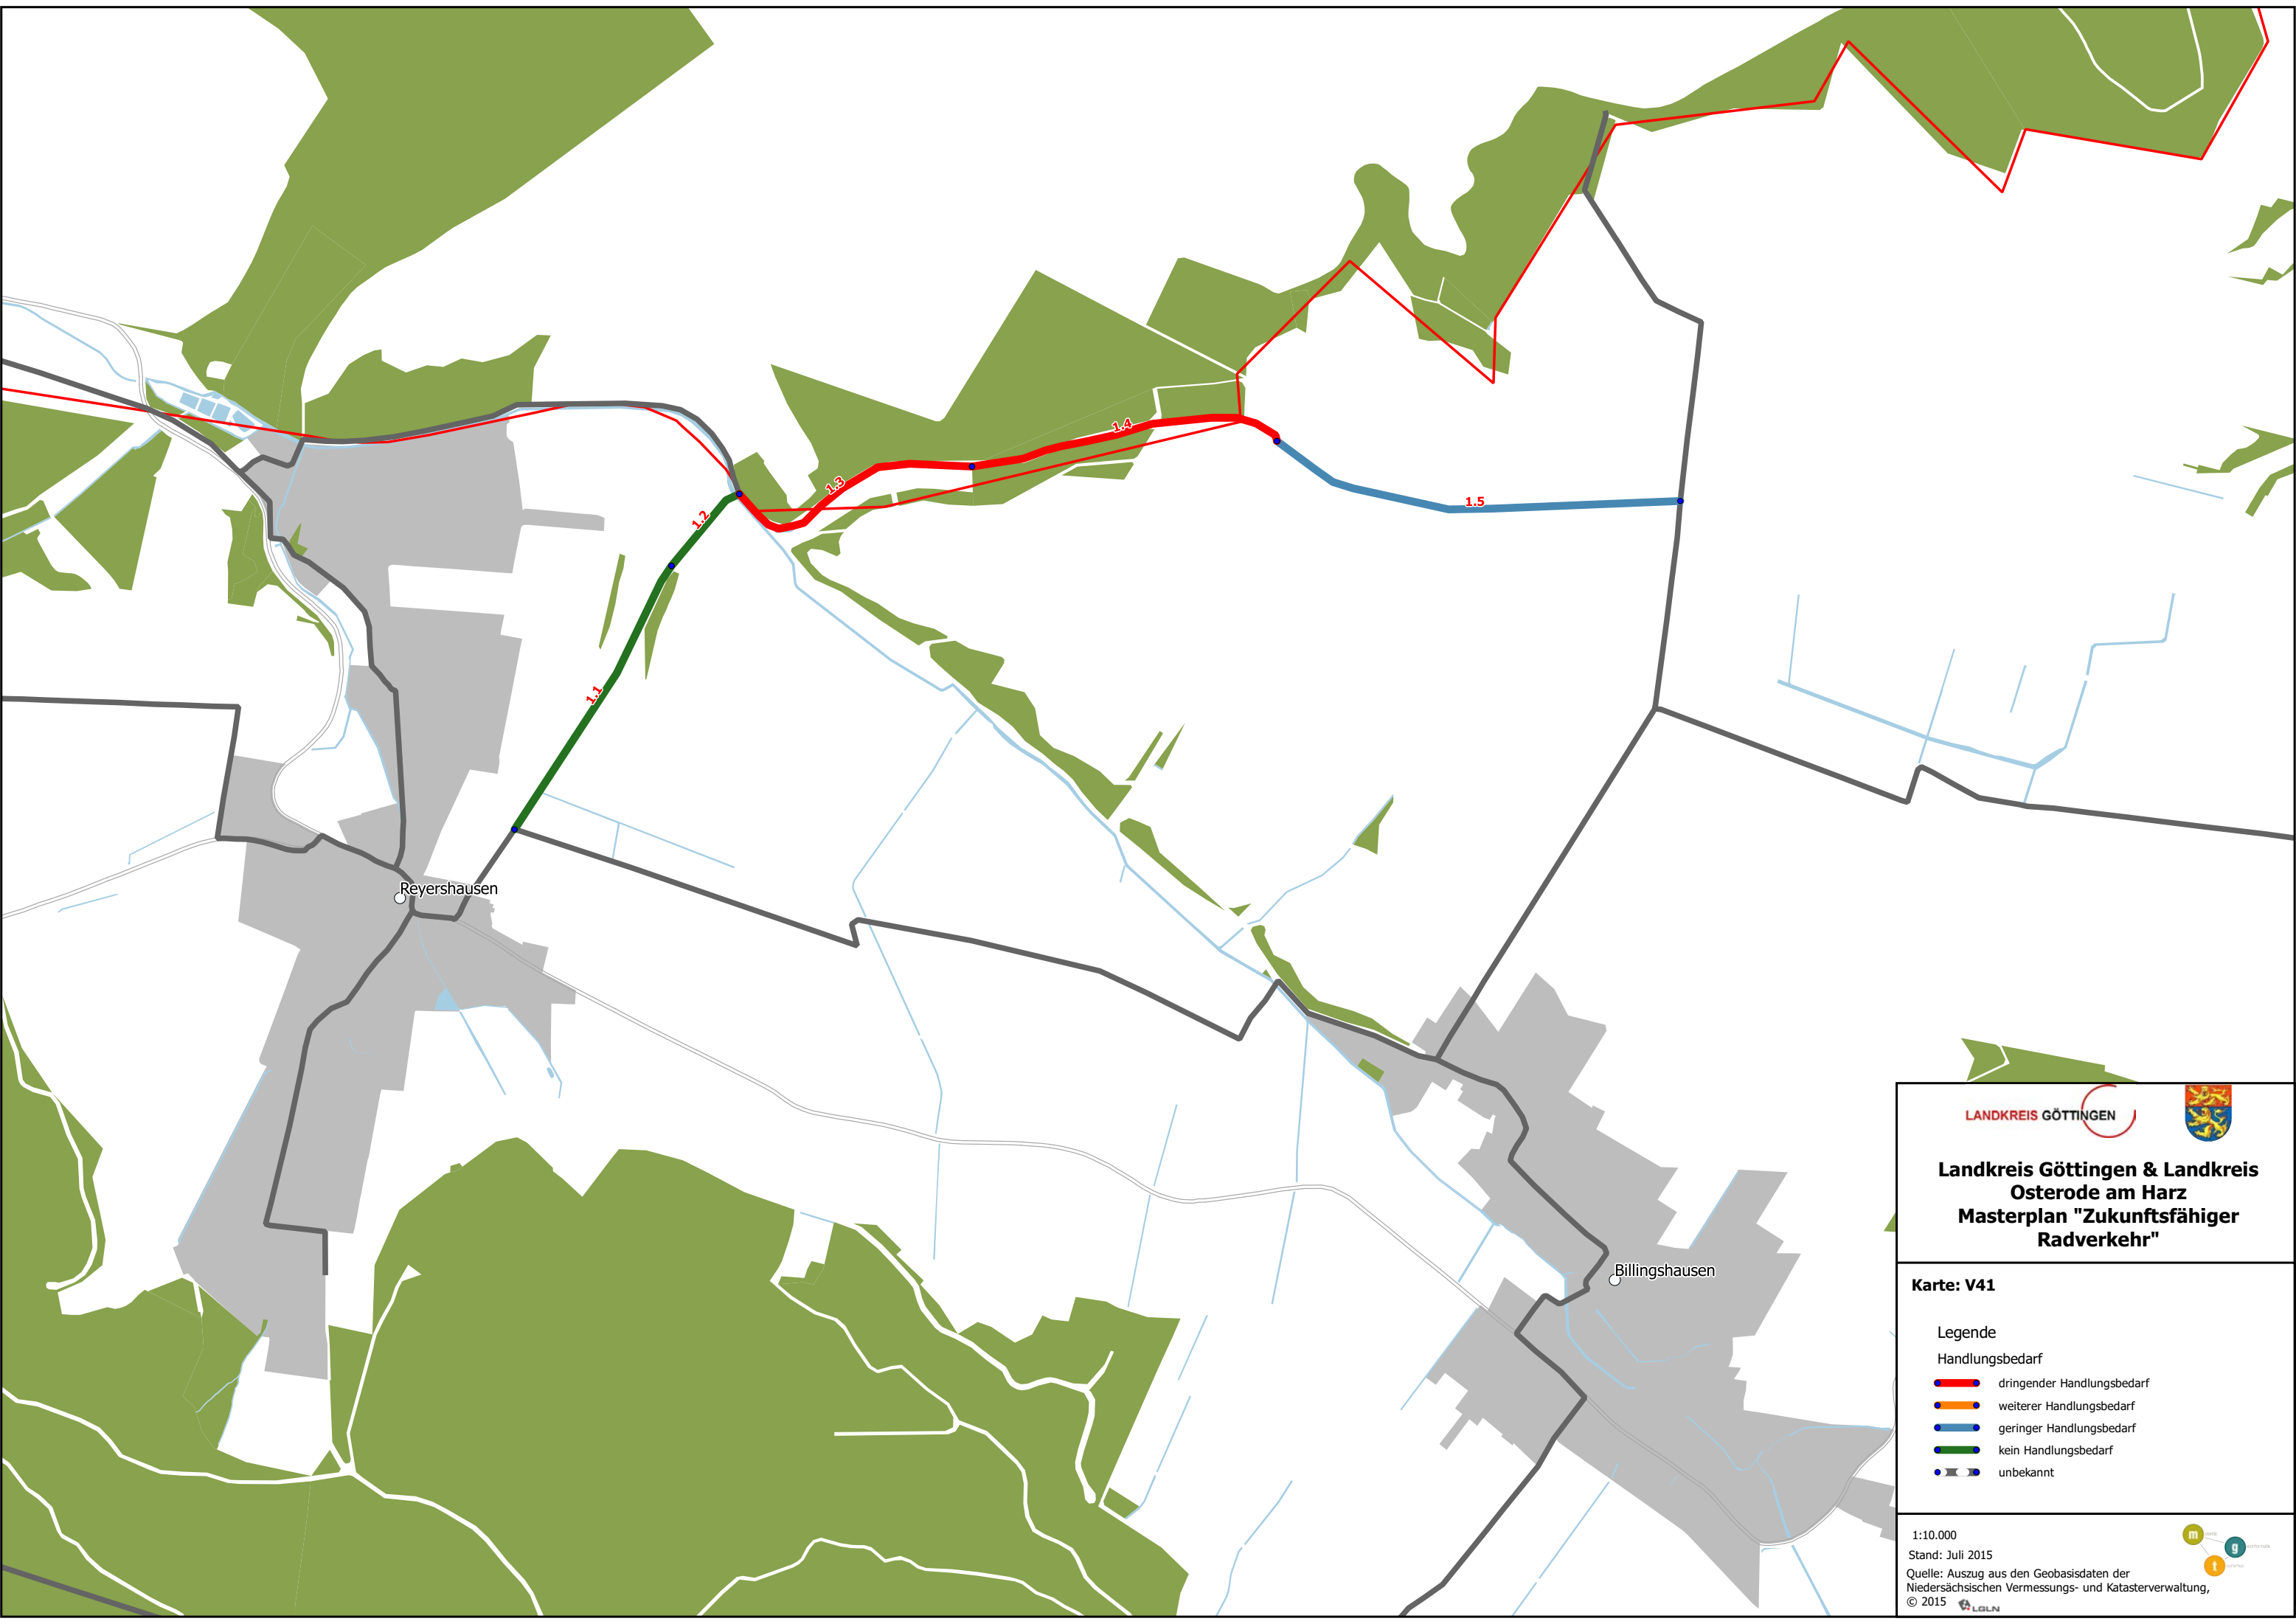 1.4
1.3
1.5
1.2
1.1
Reyershausen
Billingshausen
LANDKREIS GÖTTINGEN
Landkreis Göttingen & Landkreis
Osterode am Harz
Masterplan "Zukunftsfähiger
Radverkehr"
Karte: V41
Legende
Handlungsbedarf
dringender Handlungsbedarf
weiterer Handlungsbedarf
geringer Handlungsbedarf
kein Handlungsbedarf
unbekannt
1:10.000
Stand: Juli 2015
Quelle: Auszug aus den Geobasisdaten der
Niedersächsischen Vermessungs- und Katasterverwaltung,
© 2015 LGLN
m
g
t